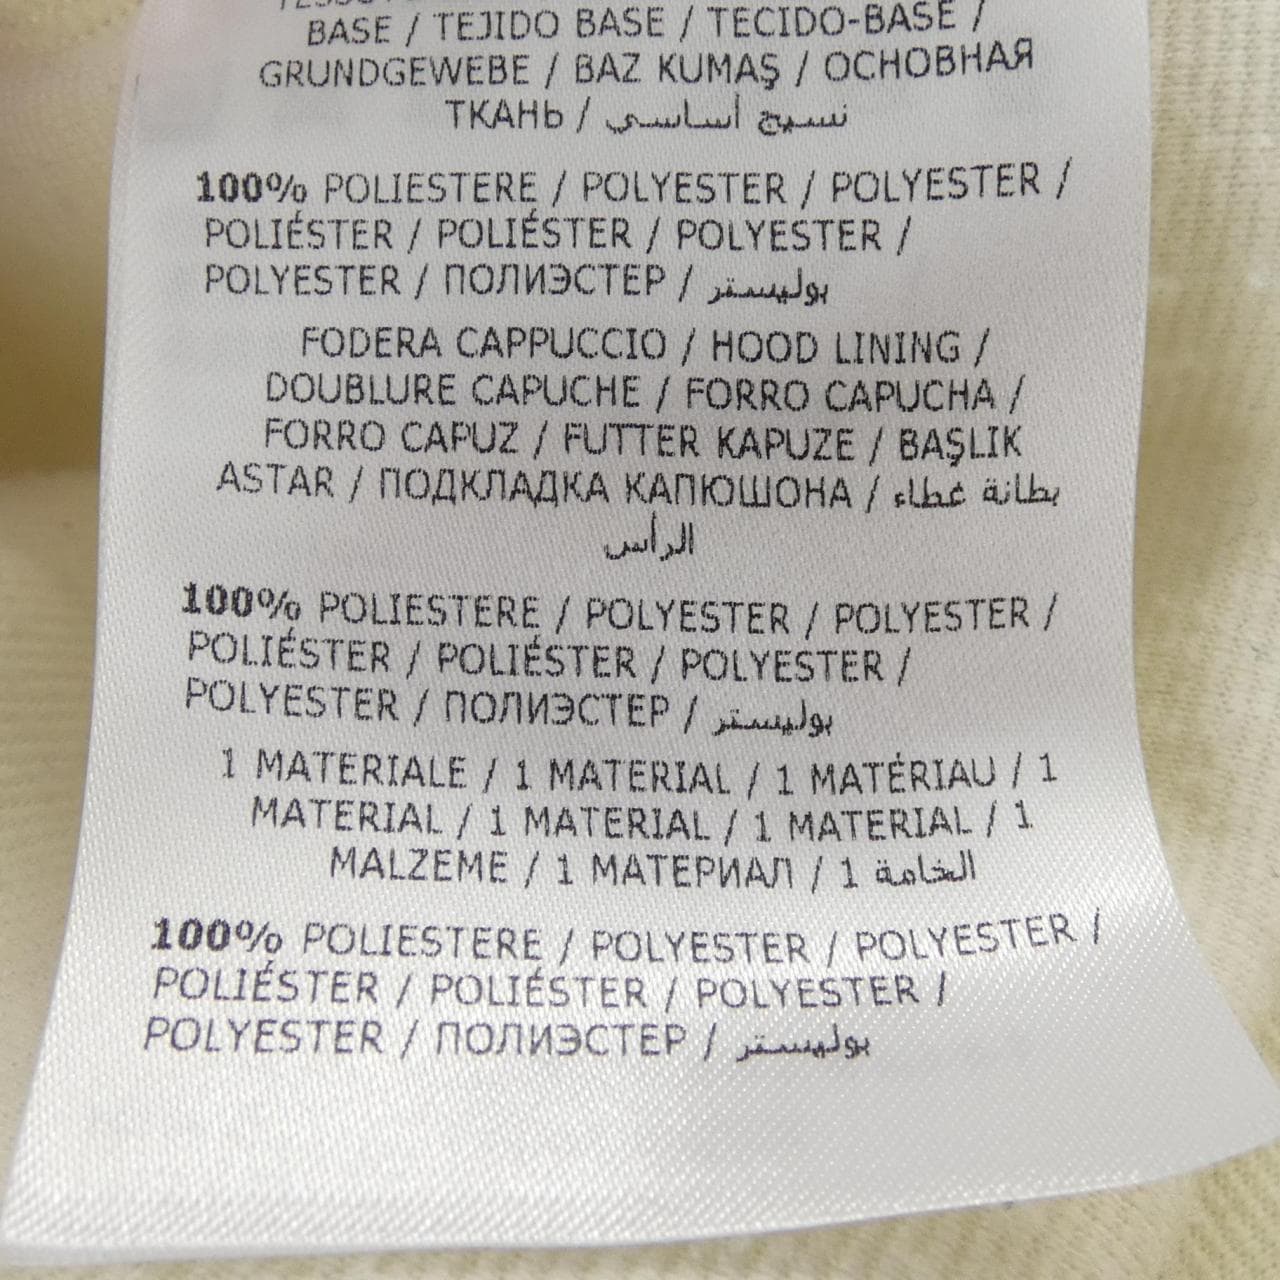 BASE / TEJIDO BASE / TECIDO-BASE /
GRUNDGEWEBE / BAZ KUMAŞ / ОСНОВНАЯ
ТКАНЬ / نسيج أساسي
100% POLIESTERE / POLYESTER / POLYESTER /
POLIÉSTER / POLIÉSTER / POLYESTER /
POLYESTER / ПОЛИЭСТЕР / بوليستر
FODERA CAPPUCCIO / HOOD LINING /
DOUBLURE CAPUCHE / FORRO CAPUCHA /
FORRO CAPUZ / FUTTER KAPUZE / BAŞLIK
ASTAR / ПОДКЛАДКА КАПЮШОНА / بطانة غطاء
الرأس
100% POLIESTERE / POLYESTER / POLYESTER /
POLIÉSTER / POLIÉSTER / POLYESTER /
POLYESTER / ПОЛИЭСТЕР / بوليستر
1 MATERIALE / 1 MATERIAL / 1 MATÉRIAU / 1
MATERIAL / 1 MATERIAL / 1 MATERIAL / 1
MALZEME / 1 МАТЕРИАЛ / 1 الخامة
100% POLIESTERE / POLYESTER / POLYESTER /
POLIÉSTER / POLIÉSTER / POLYESTER /
POLYESTER / ПОЛИЭСТЕР / بوليستر